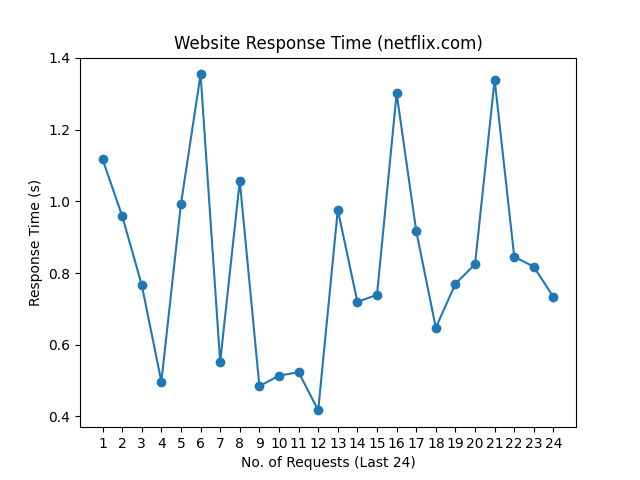 Website Response Time (netflix.com)
Response Time (s)
1.4
1.2
1.0
0.8
0.6
0.4
1 2 3 4 5 6 7 8 9 10 11 12 13 14 15 16 17 18 19 20 21 22 23 24
No. of Requests (Last 24)